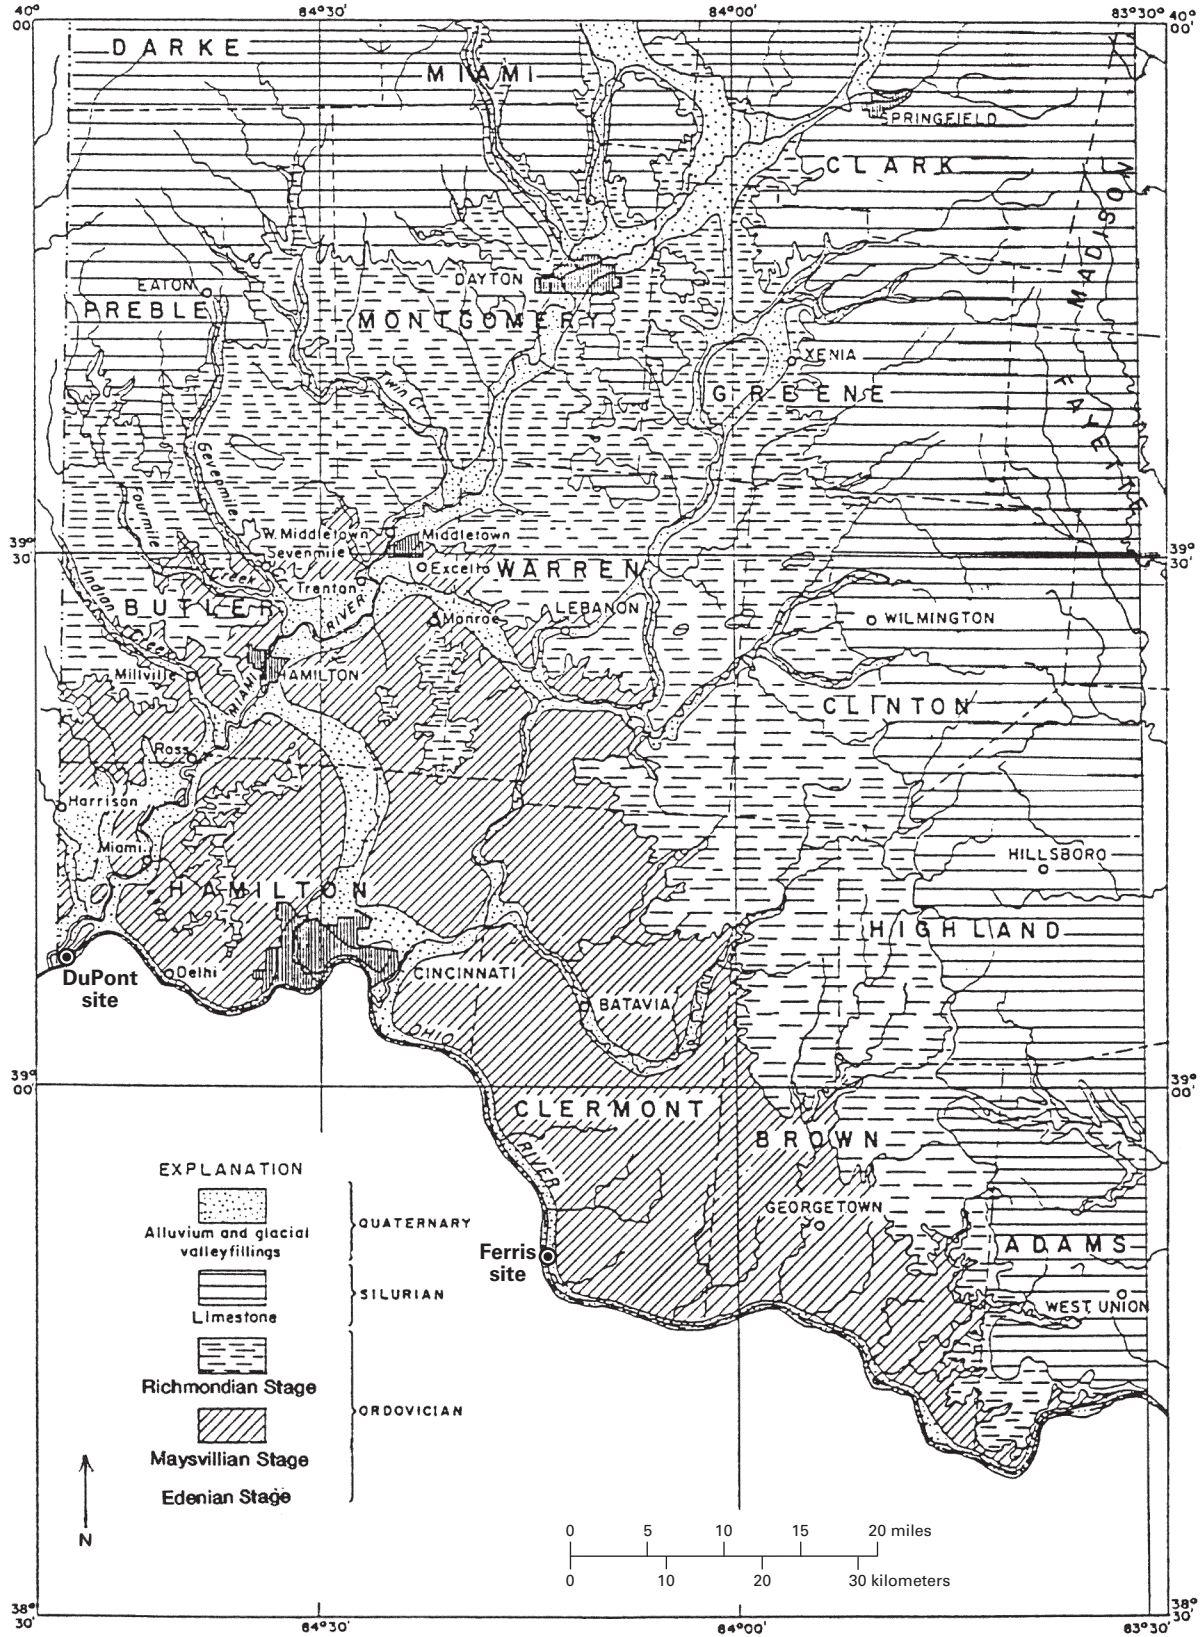 40°
00'
84°30'
84°00'
83°30'
40°
00'
DARKE
MIAMI
SPRINGFIELD
CLARK
MADISON
DAYTON
EATON
PREBLE
MONTGOMERY
XENIA
Twin C.
GREENE
FAYETTE
Sevenmile
Fourmile
W. Middletown
Middletown
39°
30'
39°
30'
Sevenmile
Excello
WARREN
Creek
Trenton
Indian
BUTLER
RIVER
LEBANON
Monroe
WILMINGTON
Creek
Millville
HAMILTON
MIAMI
CLINTON
Ross
Harrison
Miami
HILLSBORO
HAMILTON
HIGHLAND
DuPont
site
Delhi
CINCINNATI
BATAVIA
OHIO
39°
00'
39°
00'
CLERMONT
BROWN
RIVER
EXPLANATION
GEORGETOWN
Alluvium and glacial
valleyfillings
QUATERNARY
Ferris
site
ADAMS
SILURIAN
Limestone
WEST UNION
Richmondian Stage
ORDOVICIAN
Maysvillian Stage
Edenian Stage
N
0 5 10 15 20 miles
0 10 20 30 kilometers
38°
30'
84°30'
84°00'
83°30'
38°
30'